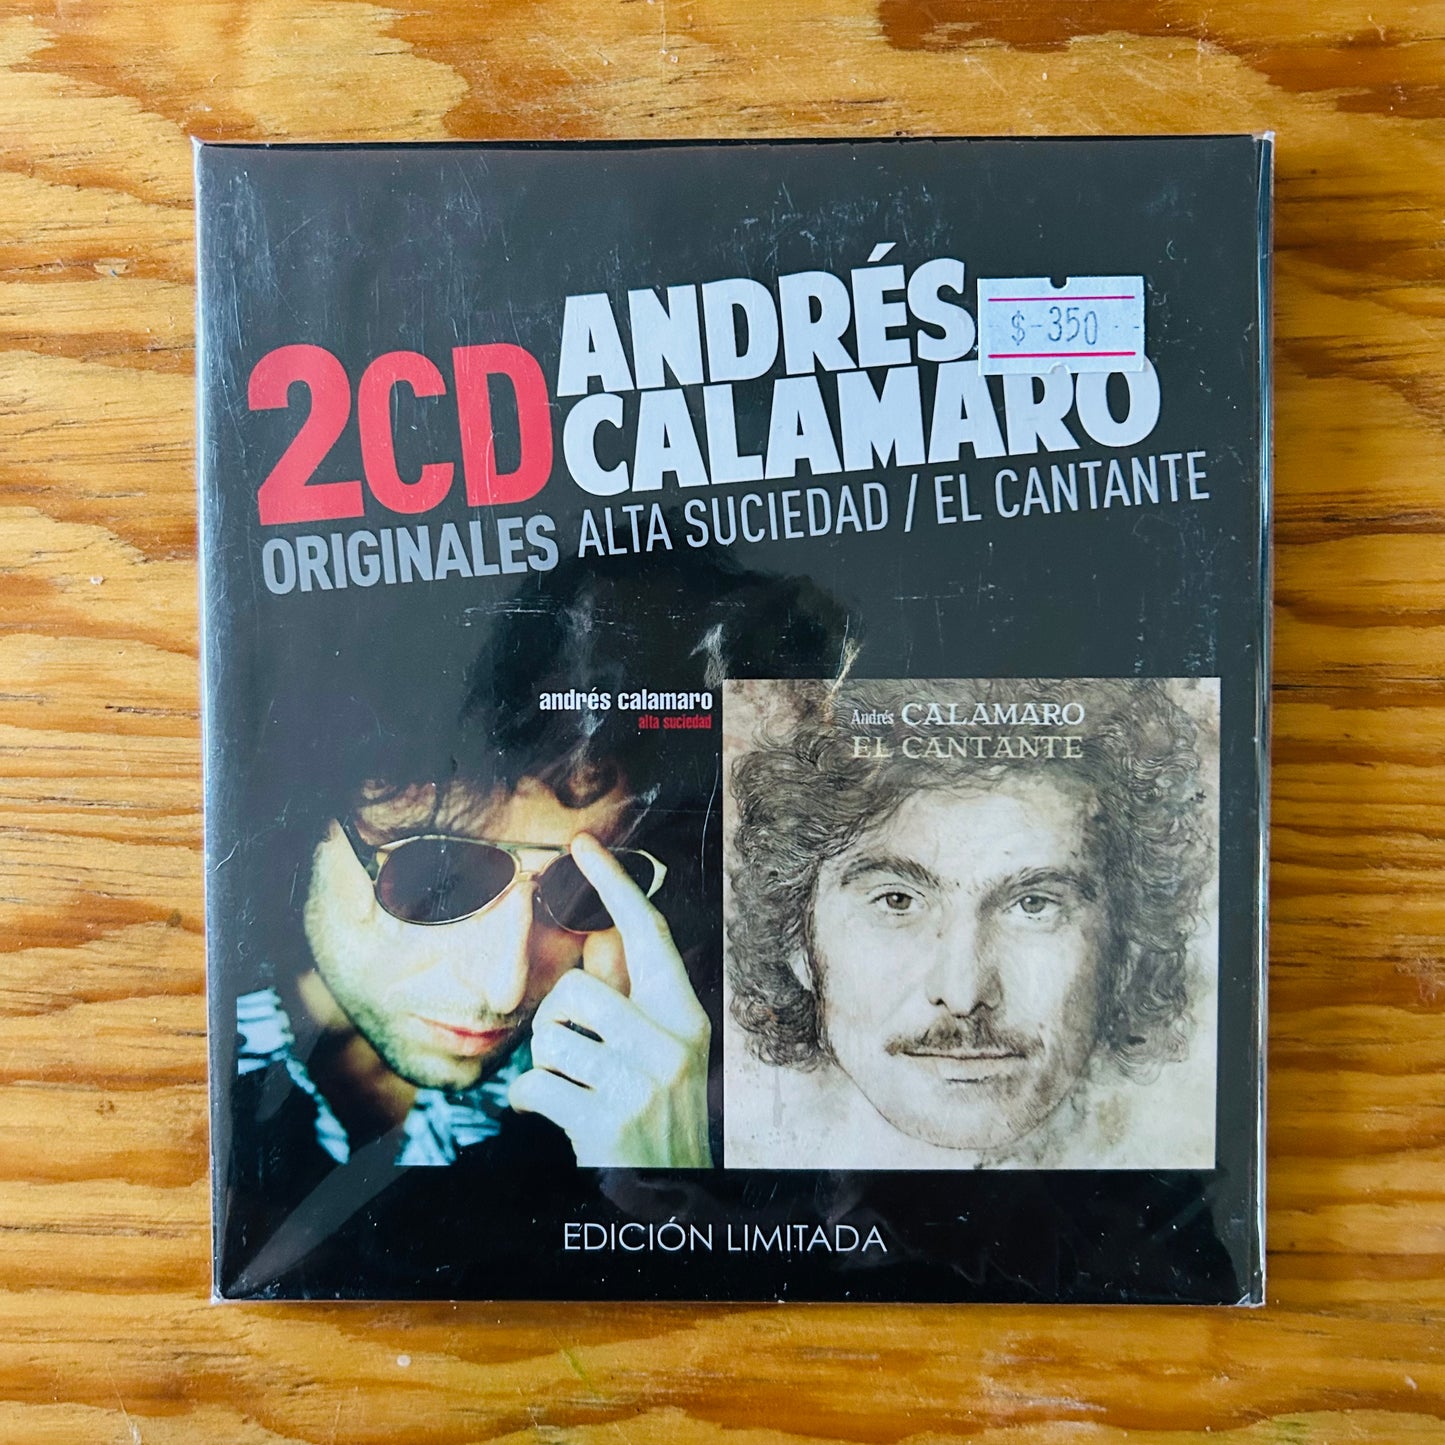 2CD
ORIGINALES
ANDRÉS
CALAMARO
ALTA SUCIEDAD / EL CANTANTE
$-350--
andrés calamaro
alta suciedad
Andrés CALAMARO
EL CANTANTE
EDICIÓN LIMITADA